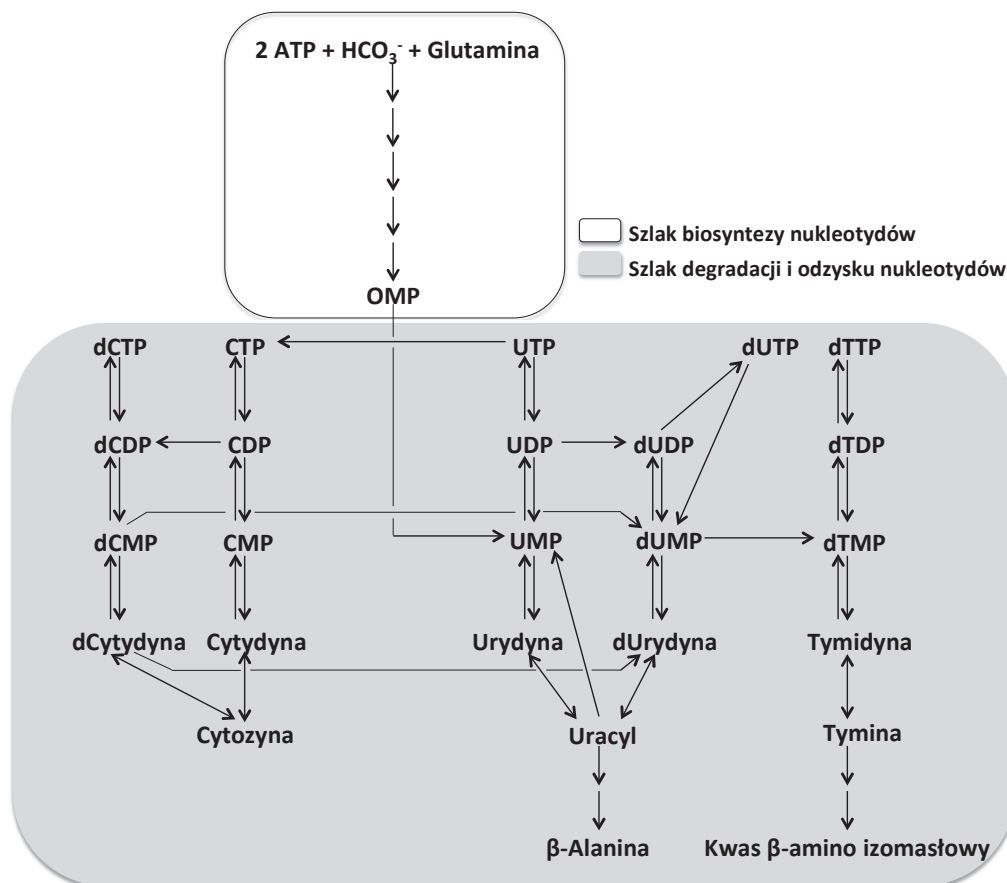 2 ATP + HCO₃⁻ + Glutamina
OMP
Szlak biosyntezy nukleotydów
Szlak degradacji i odzysku nukleotydów
dCTP CTP UTP dUTP dTTP
dCDP CDP UDP dUDP dTDP
dCMP CMP UMP dUMP dTMP
dCytydyna Cytydyna Urydyna dUrydyna Tymidyna
Cytozyna Uracyl Tymina
β-Alanina Kwas β-amino izomasłowy